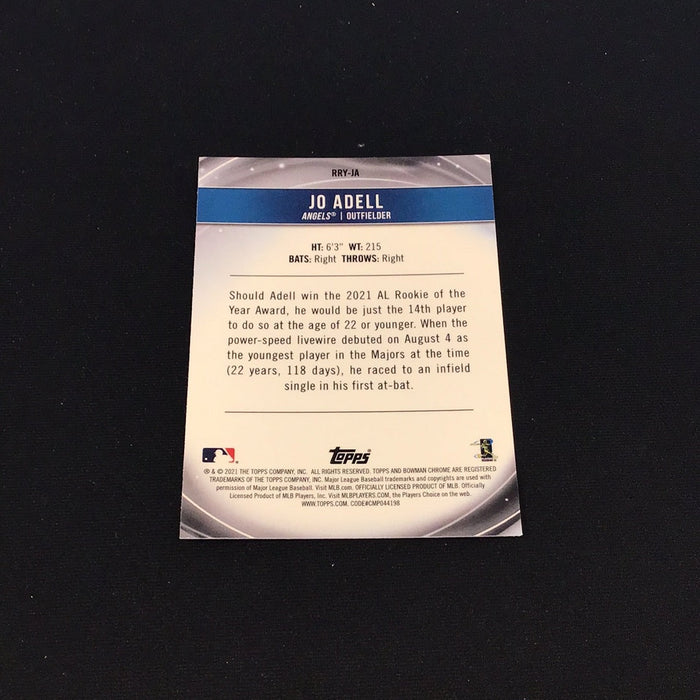 RRY-JA
JO ADELL
ANGELS® | OUTFIELDER
HT: 6'3" WT: 215
BATS: Right THROWS: Right
Should Adell win the 2021 AL Rookie of the
Year Award, he would be just the 14th player
to do so at the age of 22 or younger. When the
power-speed livewire debuted on August 4 as
the youngest player in the Majors at the time
(22 years, 118 days), he raced to an infield
single in his first at-bat.
Topps
® & © 2021 THE TOPPS COMPANY, INC. ALL RIGHTS RESERVED. TOPPS AND BOWMAN CHROME ARE REGISTERED
TRADEMARKS OF THE TOPPS COMPANY, INC. Major League Baseball trademarks and copyrights are used with
permission of Major League Baseball. Visit MLB.com. OFFICIALLY LICENSED PRODUCT OF MLB. Officially
Licensed Product of MLB Players, Inc. Visit MLBPLAYERS.COM, the Players Choice on the web.
WWW.TOPPS.COM. CODE#CMP044198